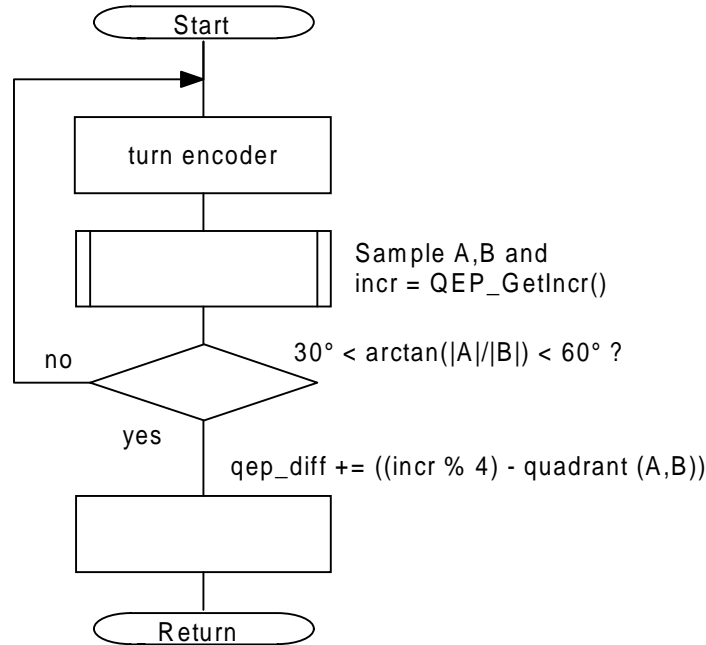 Start
turn encoder
Sample A,B and
incr = QEP_GetIncr()
30° < arctan(|A|/|B|) < 60° ?
no
yes
qep_diff += ((incr % 4) - quadrant (A,B))
Return